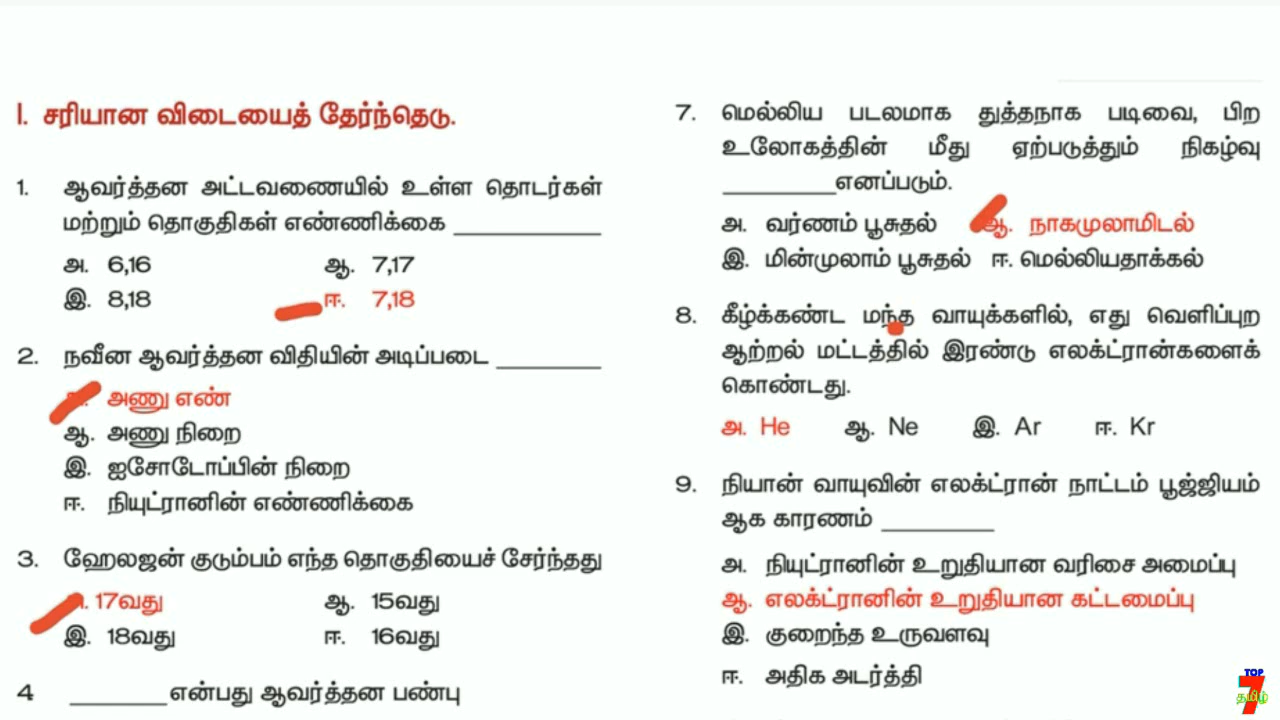 I. சரியான விடையைத் தேர்ந்தெடு.
1. ஆவர்த்தன அட்டவணையில் உள்ள தொடர்கள்
மற்றும் தொகுதிகள் எண்ணிக்கை ___________
அ. 6,16 ஆ. 7,17
இ. 8,18 ஈ. 7,18
2. நவீன ஆவர்த்தன விதியின் அடிப்படை ________
அணு எண்
ஆ. அணு நிறை
இ. ஐசோடோப்பின் நிறை
ஈ. நியுட்ரானின் எண்ணிக்கை
3. ஹேலஜன் குடும்பம் எந்த தொகுதியைச் சேர்ந்தது
17வது ஆ. 15வது
இ. 18வது ஈ. 16வது
4 ________ என்பது ஆவர்த்தன பண்பு
7. மெல்லிய படலமாக துத்தநாக படிவை, பிற
உலோகத்தின் மீது ஏற்படுத்தும் நிகழ்வு
_________எனப்படும்.
அ. வர்ணம் பூசுதல் ஆ. நாகமுலாமிடல்
இ. மின்முலாம் பூசுதல் ஈ. மெல்லியதாக்கல்
8. கீழ்க்கண்ட மந்த வாயுக்களில், எது வெளிப்புற
ஆற்றல் மட்டத்தில் இரண்டு எலக்ட்ரான்களைக்
கொண்டது.
அ. He ஆ. Ne இ. Ar ஈ. Kr
9. நியான் வாயுவின் எலக்ட்ரான் நாட்டம் பூஜ்ஜியம்
ஆக காரணம் _________
அ. நியுட்ரானின் உறுதியான வரிசை அமைப்பு
ஆ. எலக்ட்ரானின் உறுதியான கட்டமைப்பு
இ. குறைந்த உருவளவு
ஈ. அதிக அடர்த்தி
TOP
7
தமிழ்